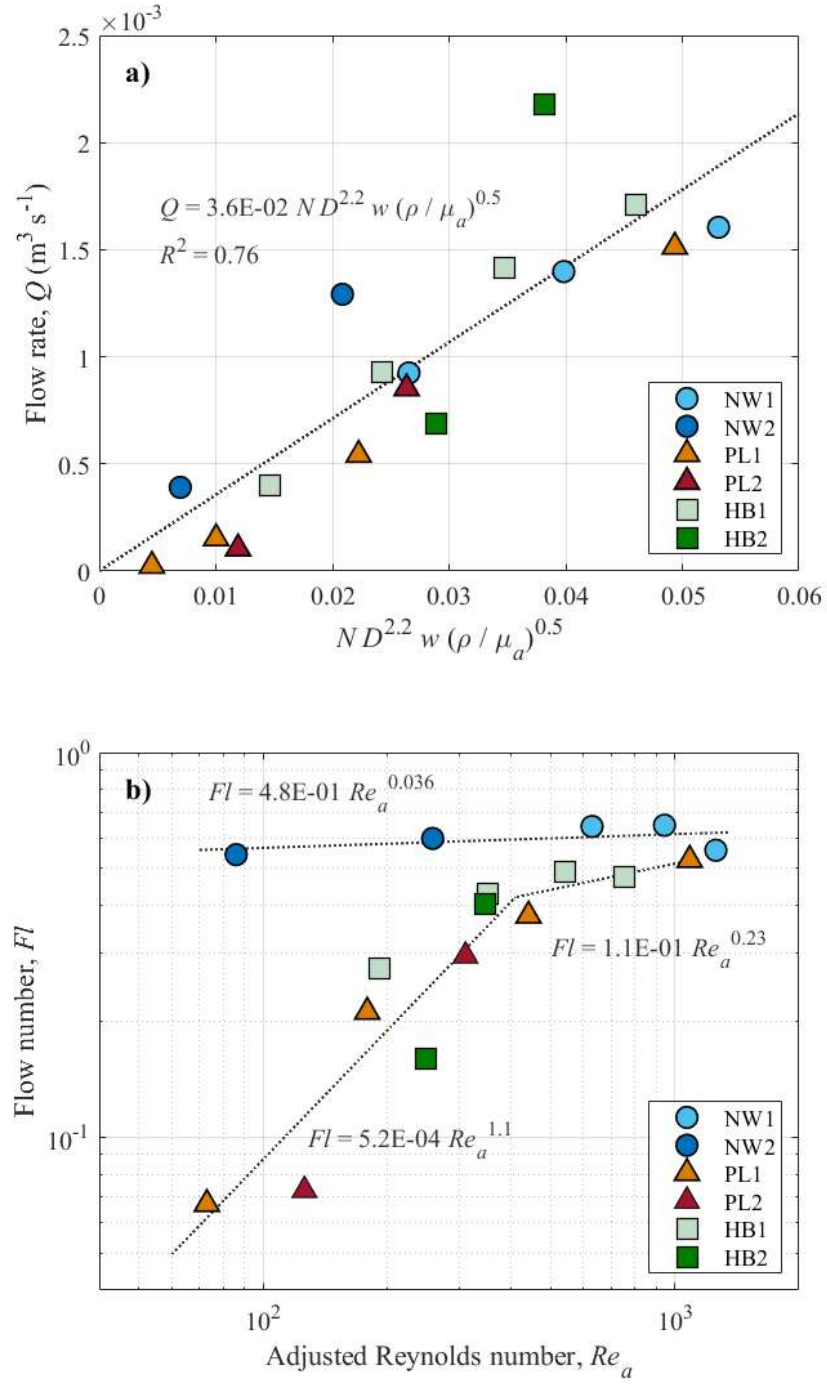 ×10⁻³
2.5
a)
2
Q = 3.6E-02 N D^2.2 w (ρ / μ_a)^0.5
R² = 0.76
1.5
Flow rate, Q (m³ s⁻¹)
1
0.5
0
NW1
NW2
PL1
PL2
HB1
HB2
0 0.01 0.02 0.03 0.04 0.05 0.06
N D^2.2 w (ρ / μ_a)^0.5
10⁰
b)
Fl = 4.8E-01 Re_a^0.036
Flow number, Fl
Fl = 1.1E-01 Re_a^0.23
10⁻¹
Fl = 5.2E-04 Re_a^1.1
NW1
NW2
PL1
PL2
HB1
HB2
10² 10³
Adjusted Reynolds number, Re_a